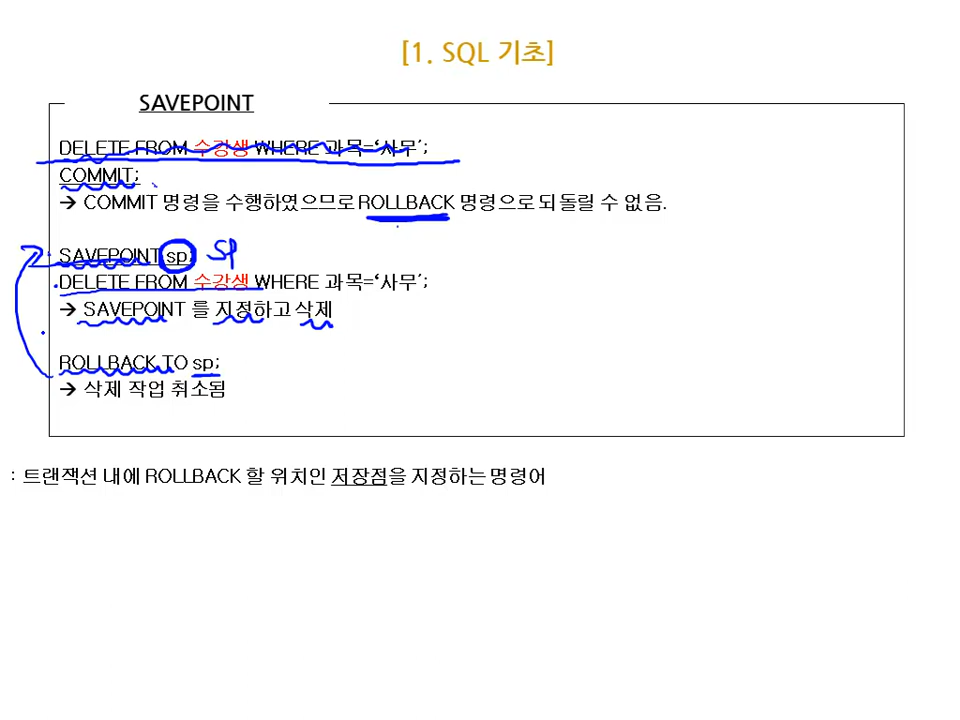 [1. SQL 기초]
SAVEPOINT
DELETE FROM 수강생 WHERE 과목=‘사무’;
COMMIT;
→ COMMIT 명령을 수행하였으므로 ROLLBACK 명령으로 되돌릴 수 없음.
SAVEPOINT sp; SP
DELETE FROM 수강생 WHERE 과목=‘사무’;
→ SAVEPOINT 를 지정하고 삭제
ROLLBACK TO sp;
→ 삭제 작업 취소됨
: 트랜잭션 내에 ROLLBACK 할 위치인 저장점을 지정하는 명령어